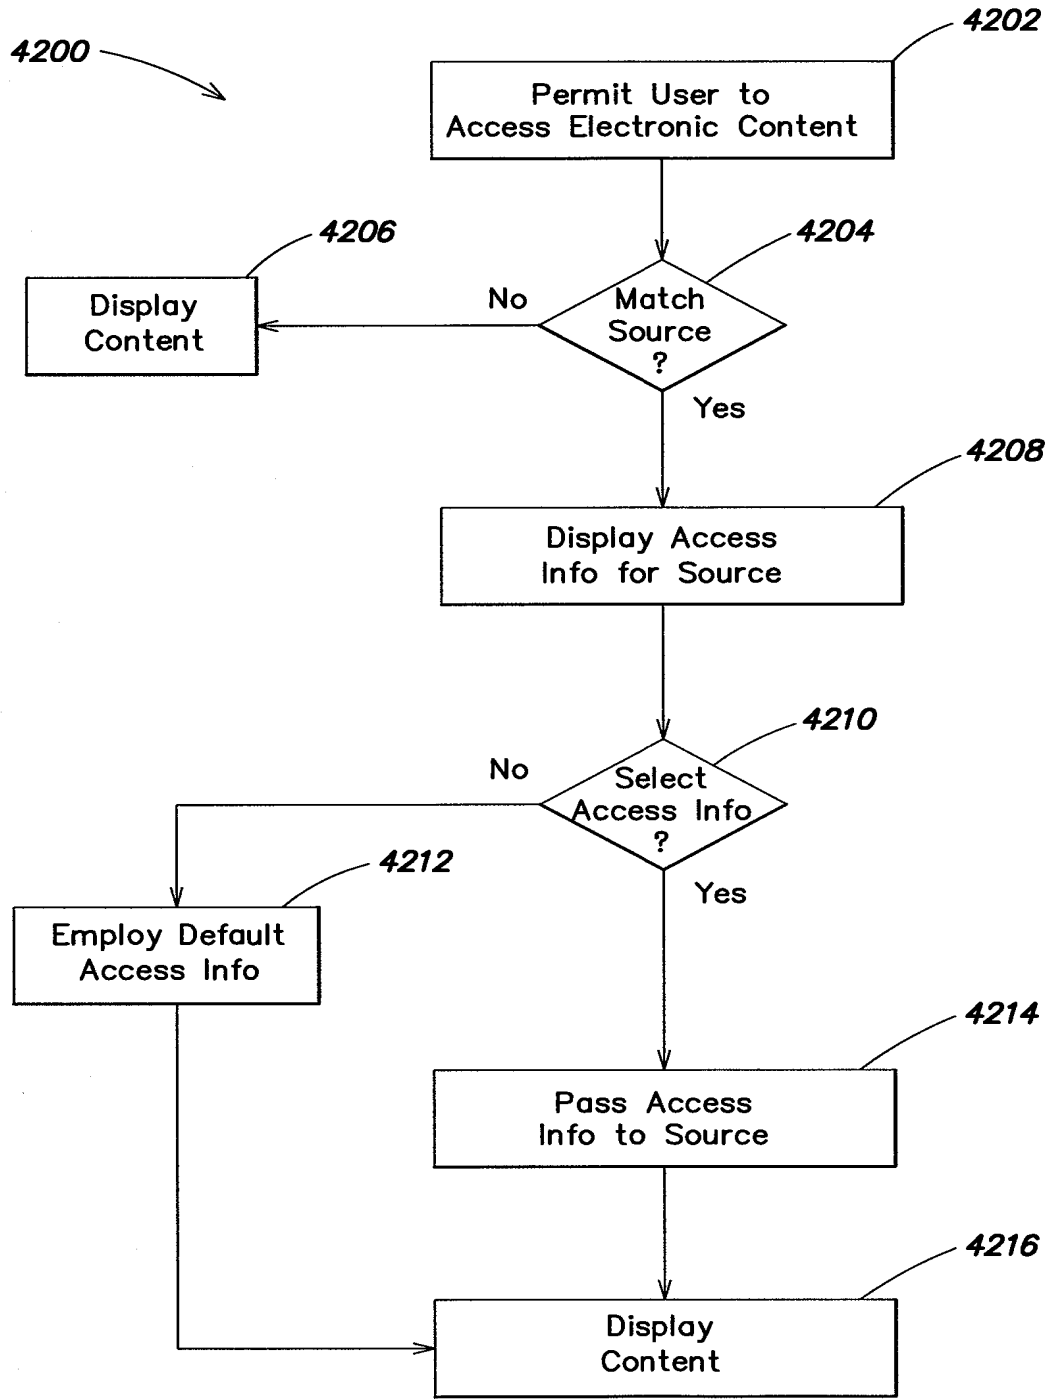 4200
4202
Permit User to
Access Electronic Content
4204
4206
Match
Source
?
No
Display
Content
Yes
4208
Display Access
Info for Source
4210
Select
Access Info
?
No
Yes
4212
Employ Default
Access Info
4214
Pass Access
Info to Source
4216
Display
Content